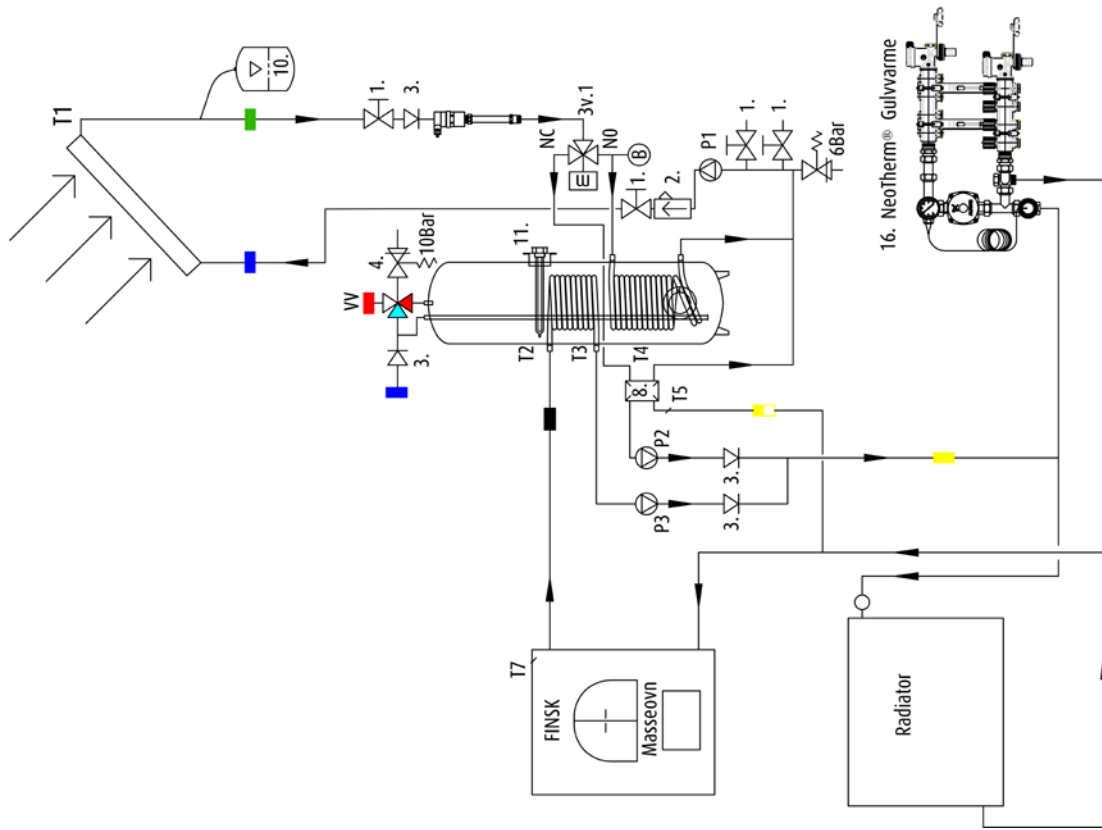 T1
10.
1.
3.
3v.1
NC
NO
B
M
1.
2.
P1
1.
1.
6Bar
16. NeoTherm® Gulvvarme
VV
4.
10Bar
3.
11.
T2
T3
T4
8.
T5
P2
3.
P3
3.
T7
FINSK
Masseovn
Radiator